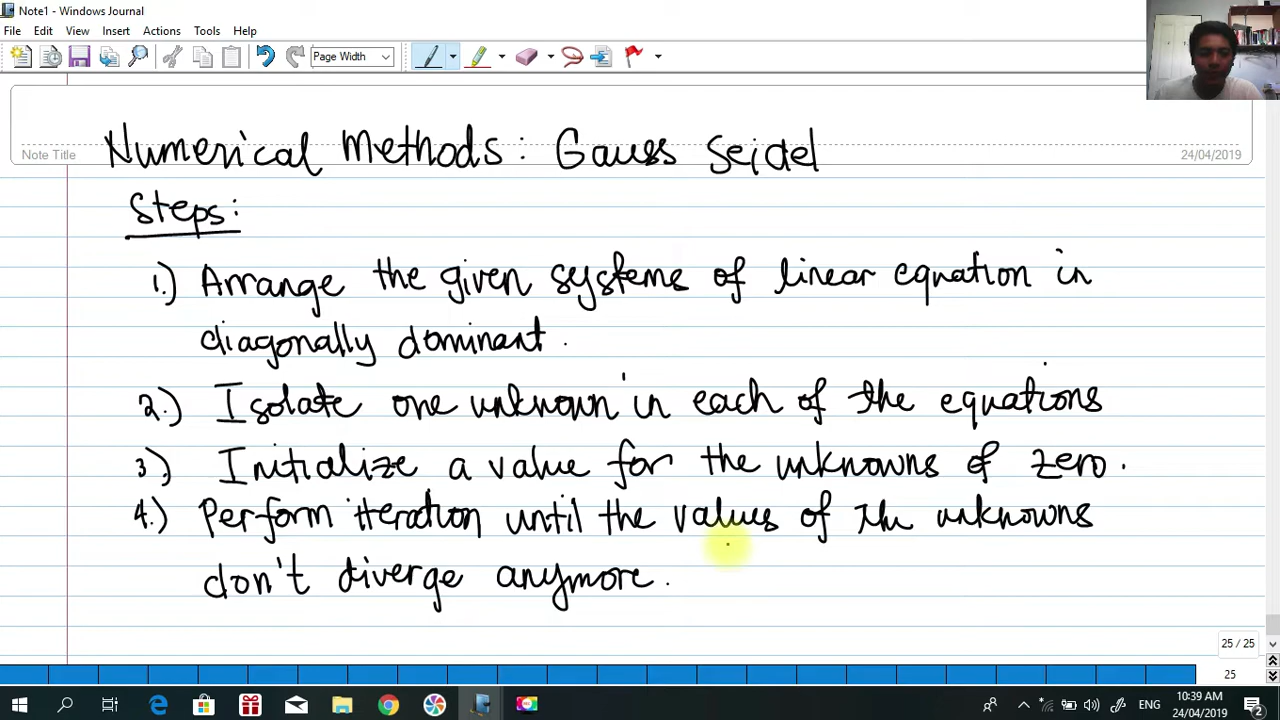 Note1 - Windows Journal
File Edit View Insert Actions Tools Help
Page Width
Numerical Methods: Gauss Seidel
Note Title
24/04/2019
Steps:
1.) Arrange the given systems of linear equation in
diagonally dominant.
2.) Isolate one unknown in each of the equations
3.) Initialize a value for the unknowns of zero.
4.) Perform iteration until the values of the unknowns
don't diverge anymore.
25 / 25
25
ENG
10:39 AM
24/04/2019
2